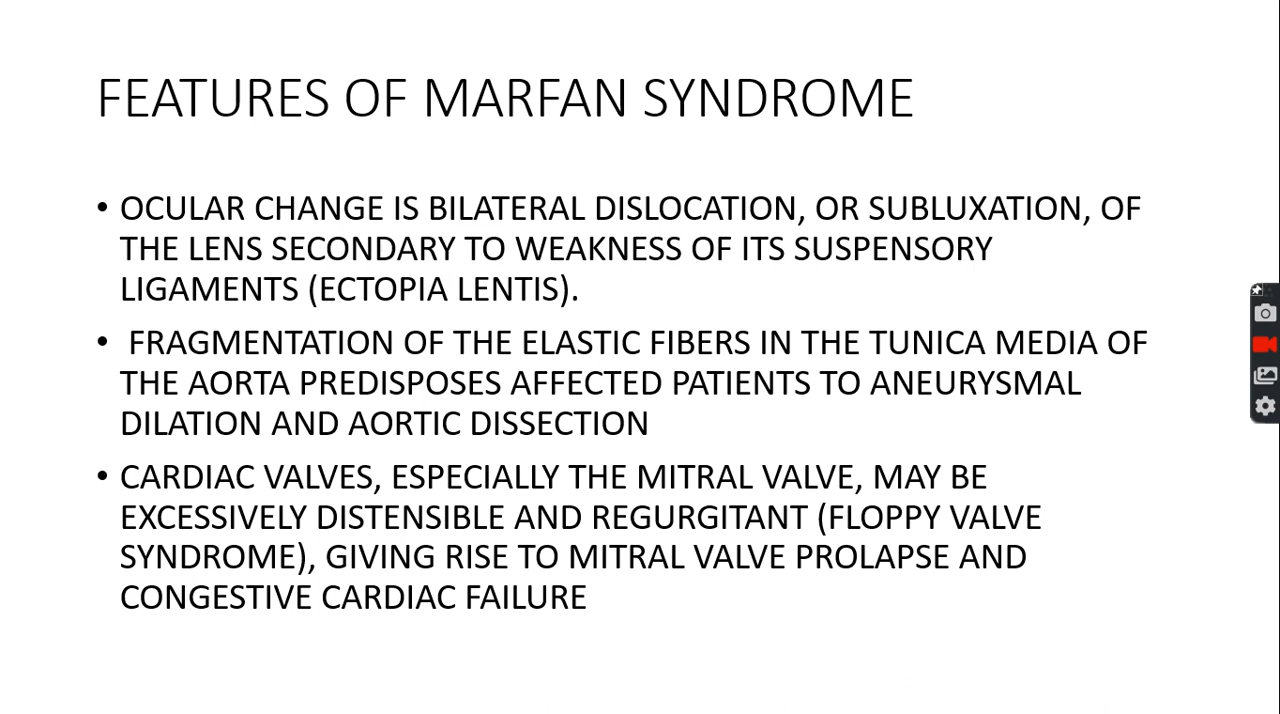 FEATURES OF MARFAN SYNDROME
• OCULAR CHANGE IS BILATERAL DISLOCATION, OR SUBLUXATION, OF
THE LENS SECONDARY TO WEAKNESS OF ITS SUSPENSORY
LIGAMENTS (ECTOPIA LENTIS).
• FRAGMENTATION OF THE ELASTIC FIBERS IN THE TUNICA MEDIA OF
THE AORTA PREDISPOSES AFFECTED PATIENTS TO ANEURYSMAL
DILATION AND AORTIC DISSECTION
• CARDIAC VALVES, ESPECIALLY THE MITRAL VALVE, MAY BE
EXCESSIVELY DISTENSIBLE AND REGURGITANT (FLOPPY VALVE
SYNDROME), GIVING RISE TO MITRAL VALVE PROLAPSE AND
CONGESTIVE CARDIAC FAILURE